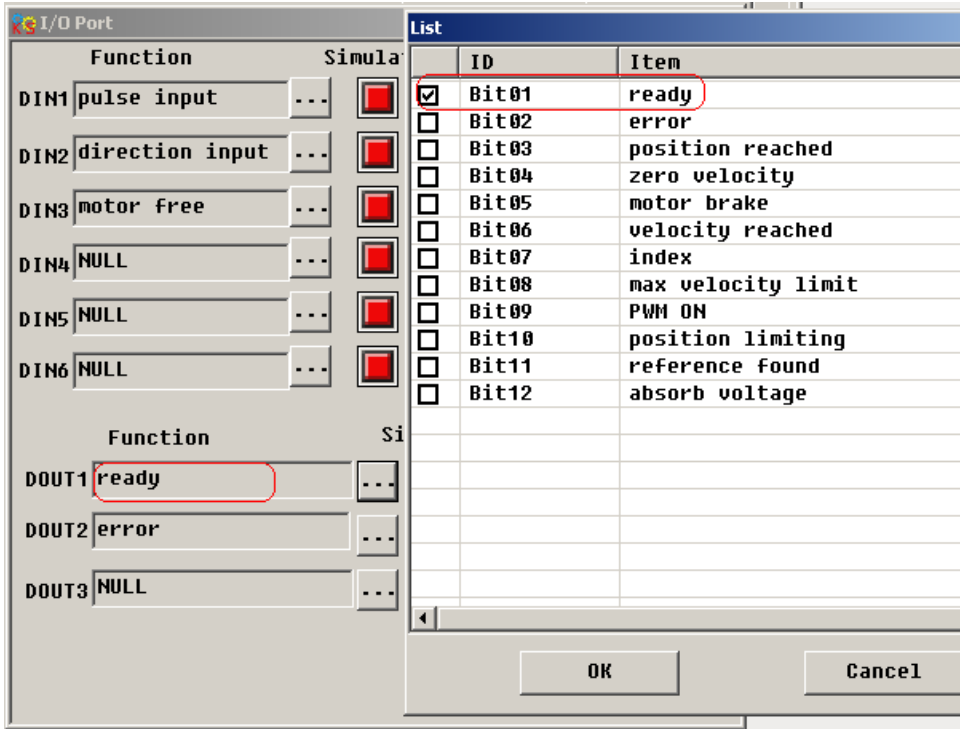 I/O Port
Function Simula
DIN1 pulse input ...
DIN2 direction input ...
DIN3 motor free ...
DIN4 NULL ...
DIN5 NULL ...
DIN6 NULL ...
Function Si
DOUT1 ready ...
DOUT2 error ...
DOUT3 NULL ...
List
ID Item
Bit01 ready
Bit02 error
Bit03 position reached
Bit04 zero velocity
Bit05 motor brake
Bit06 velocity reached
Bit07 index
Bit08 max velocity limit
Bit09 PWM ON
Bit10 position limiting
Bit11 reference found
Bit12 absorb voltage
OK Cancel